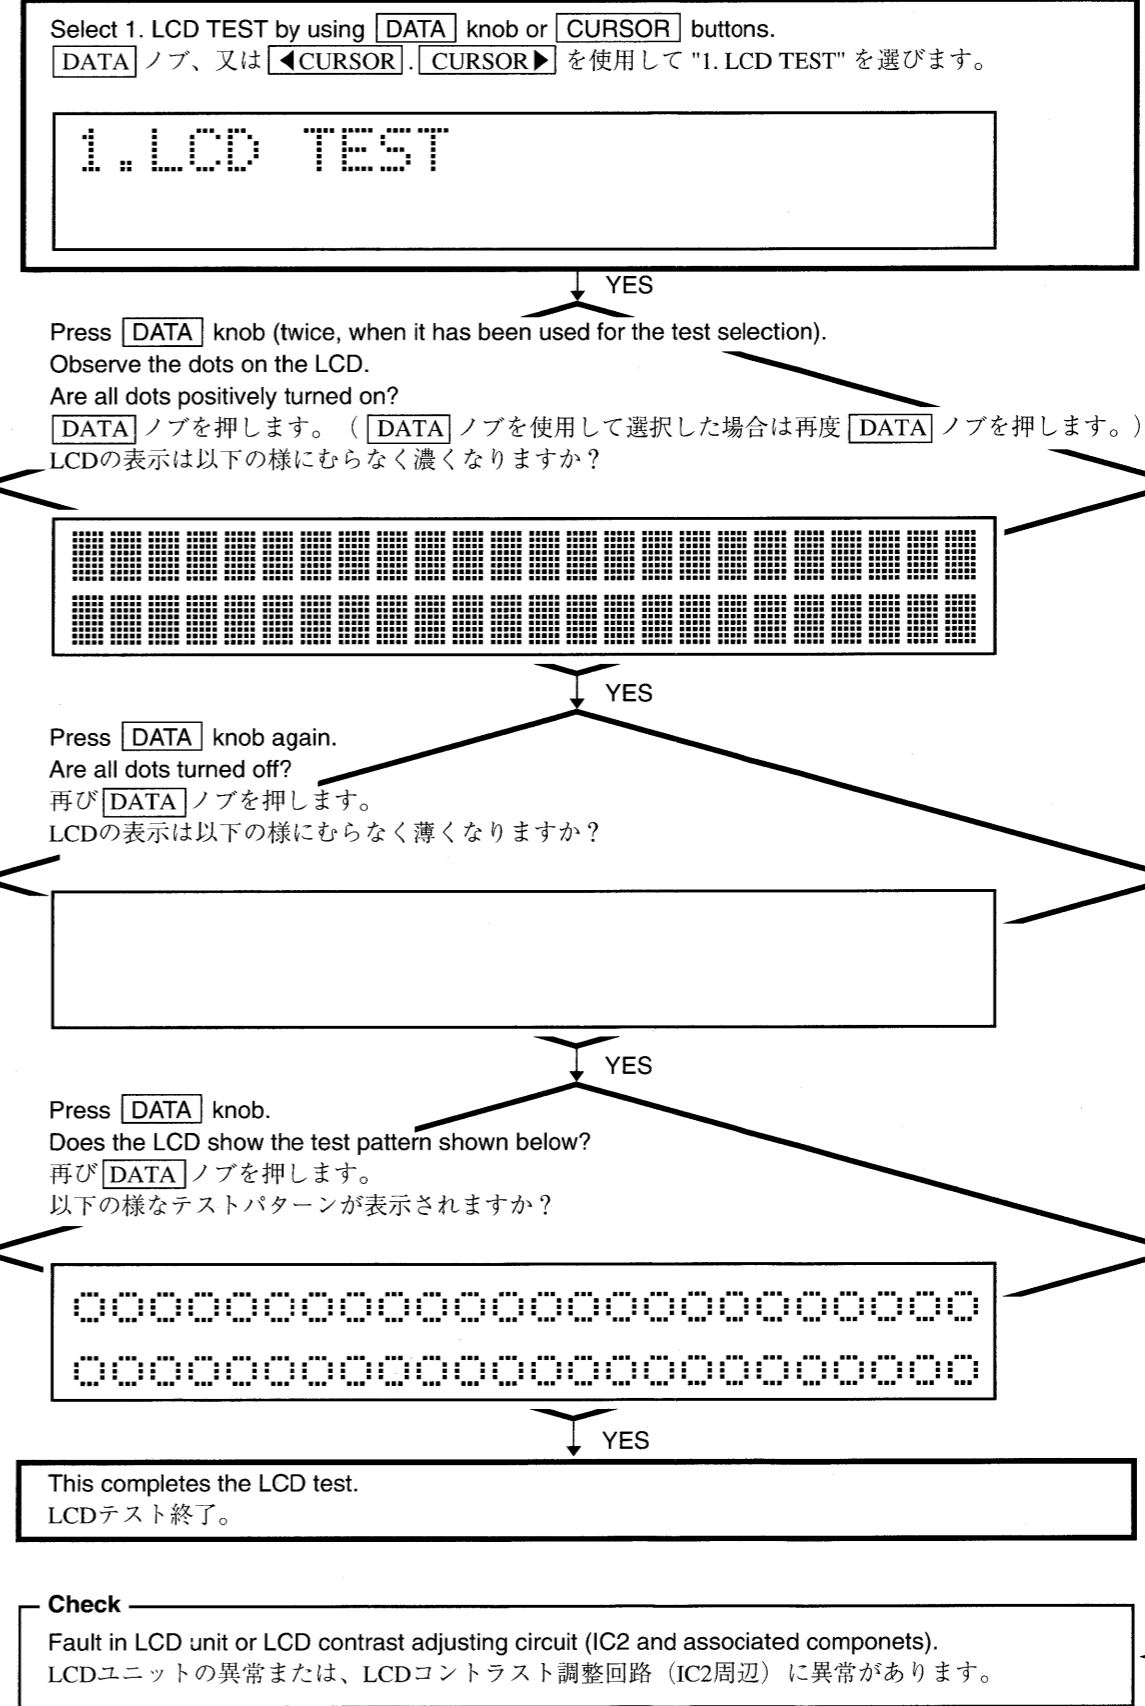 Select 1. LCD TEST by using DATA knob or CURSOR buttons.
DATA ノブ、又は ◀CURSOR . CURSOR▶ を使用して "1. LCD TEST" を選びます。
1.LCD TEST
YES
Press DATA knob (twice, when it has been used for the test selection).
Observe the dots on the LCD.
Are all dots positively turned on?
DATA ノブを押します。（ DATA ノブを使用して選択した場合は再度 DATA ノブを押します。）
LCDの表示は以下の様にむらなく濃くなりますか？
YES
Press DATA knob again.
Are all dots turned off?
再び DATA ノブを押します。
LCDの表示は以下の様にむらなく薄くなりますか？
YES
Press DATA knob.
Does the LCD show the test pattern shown below?
再び DATA ノブを押します。
以下の様なテストパターンが表示されますか？
YES
This completes the LCD test.
LCDテスト終了。
Check
Fault in LCD unit or LCD contrast adjusting circuit (IC2 and associated componets).
LCDユニットの異常または、LCDコントラスト調整回路（IC2周辺）に異常があります。